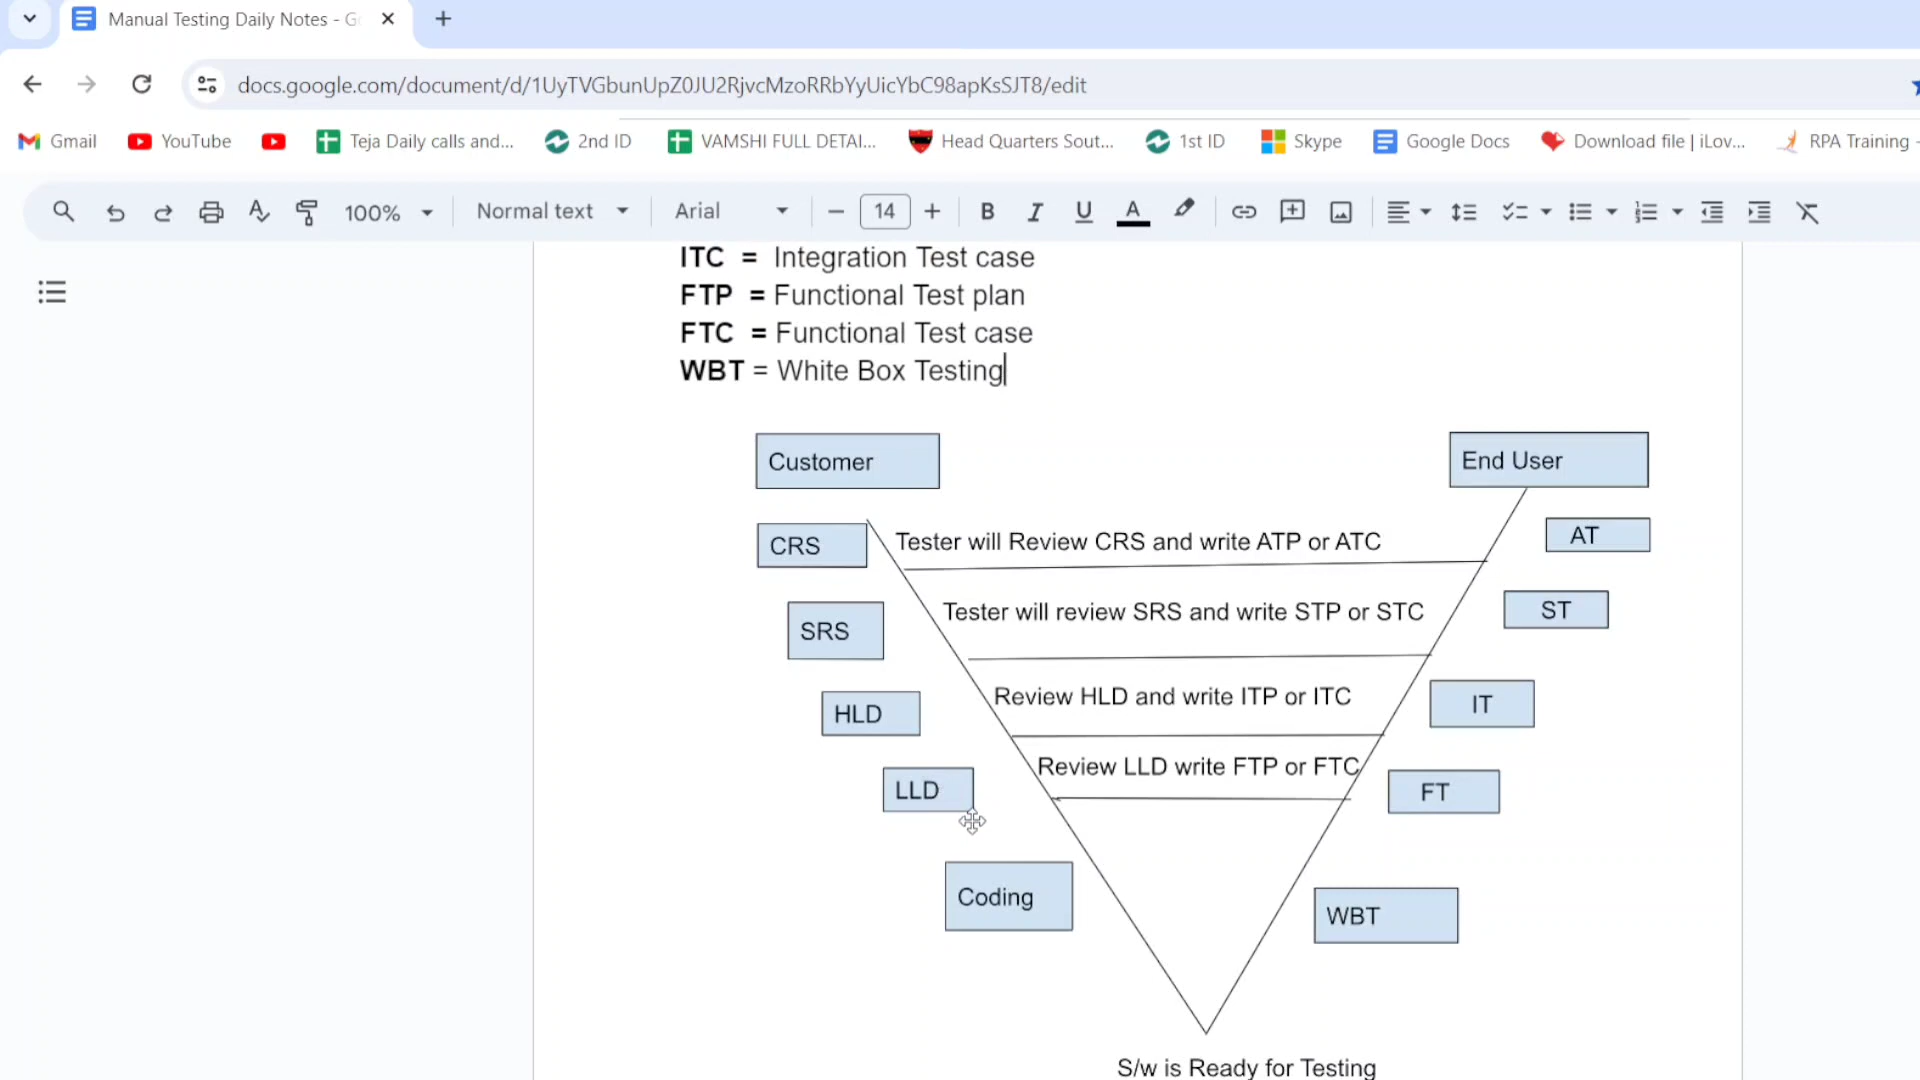 Manual Testing Daily Notes - G
docs.google.com/document/d/1UyTVGbunUpZ0JU2RjvcMzoRRbYyUicYbC98apKsSJT8/edit
Gmail
YouTube
Teja Daily calls and...
2nd ID
VAMSHI FULL DETAI...
Head Quarters Sout...
1st ID
Skype
Google Docs
Download file | iLov...
RPA Training -
100%
Normal text
Arial
14
B I U A
ITC = Integration Test case
FTP = Functional Test plan
FTC = Functional Test case
WBT = White Box Testing
Customer
End User
CRS
Tester will Review CRS and write ATP or ATC
AT
SRS
Tester will review SRS and write STP or STC
ST
HLD
Review HLD and write ITP or ITC
IT
LLD
Review LLD write FTP or FTC
FT
Coding
WBT
S/w is Ready for Testing